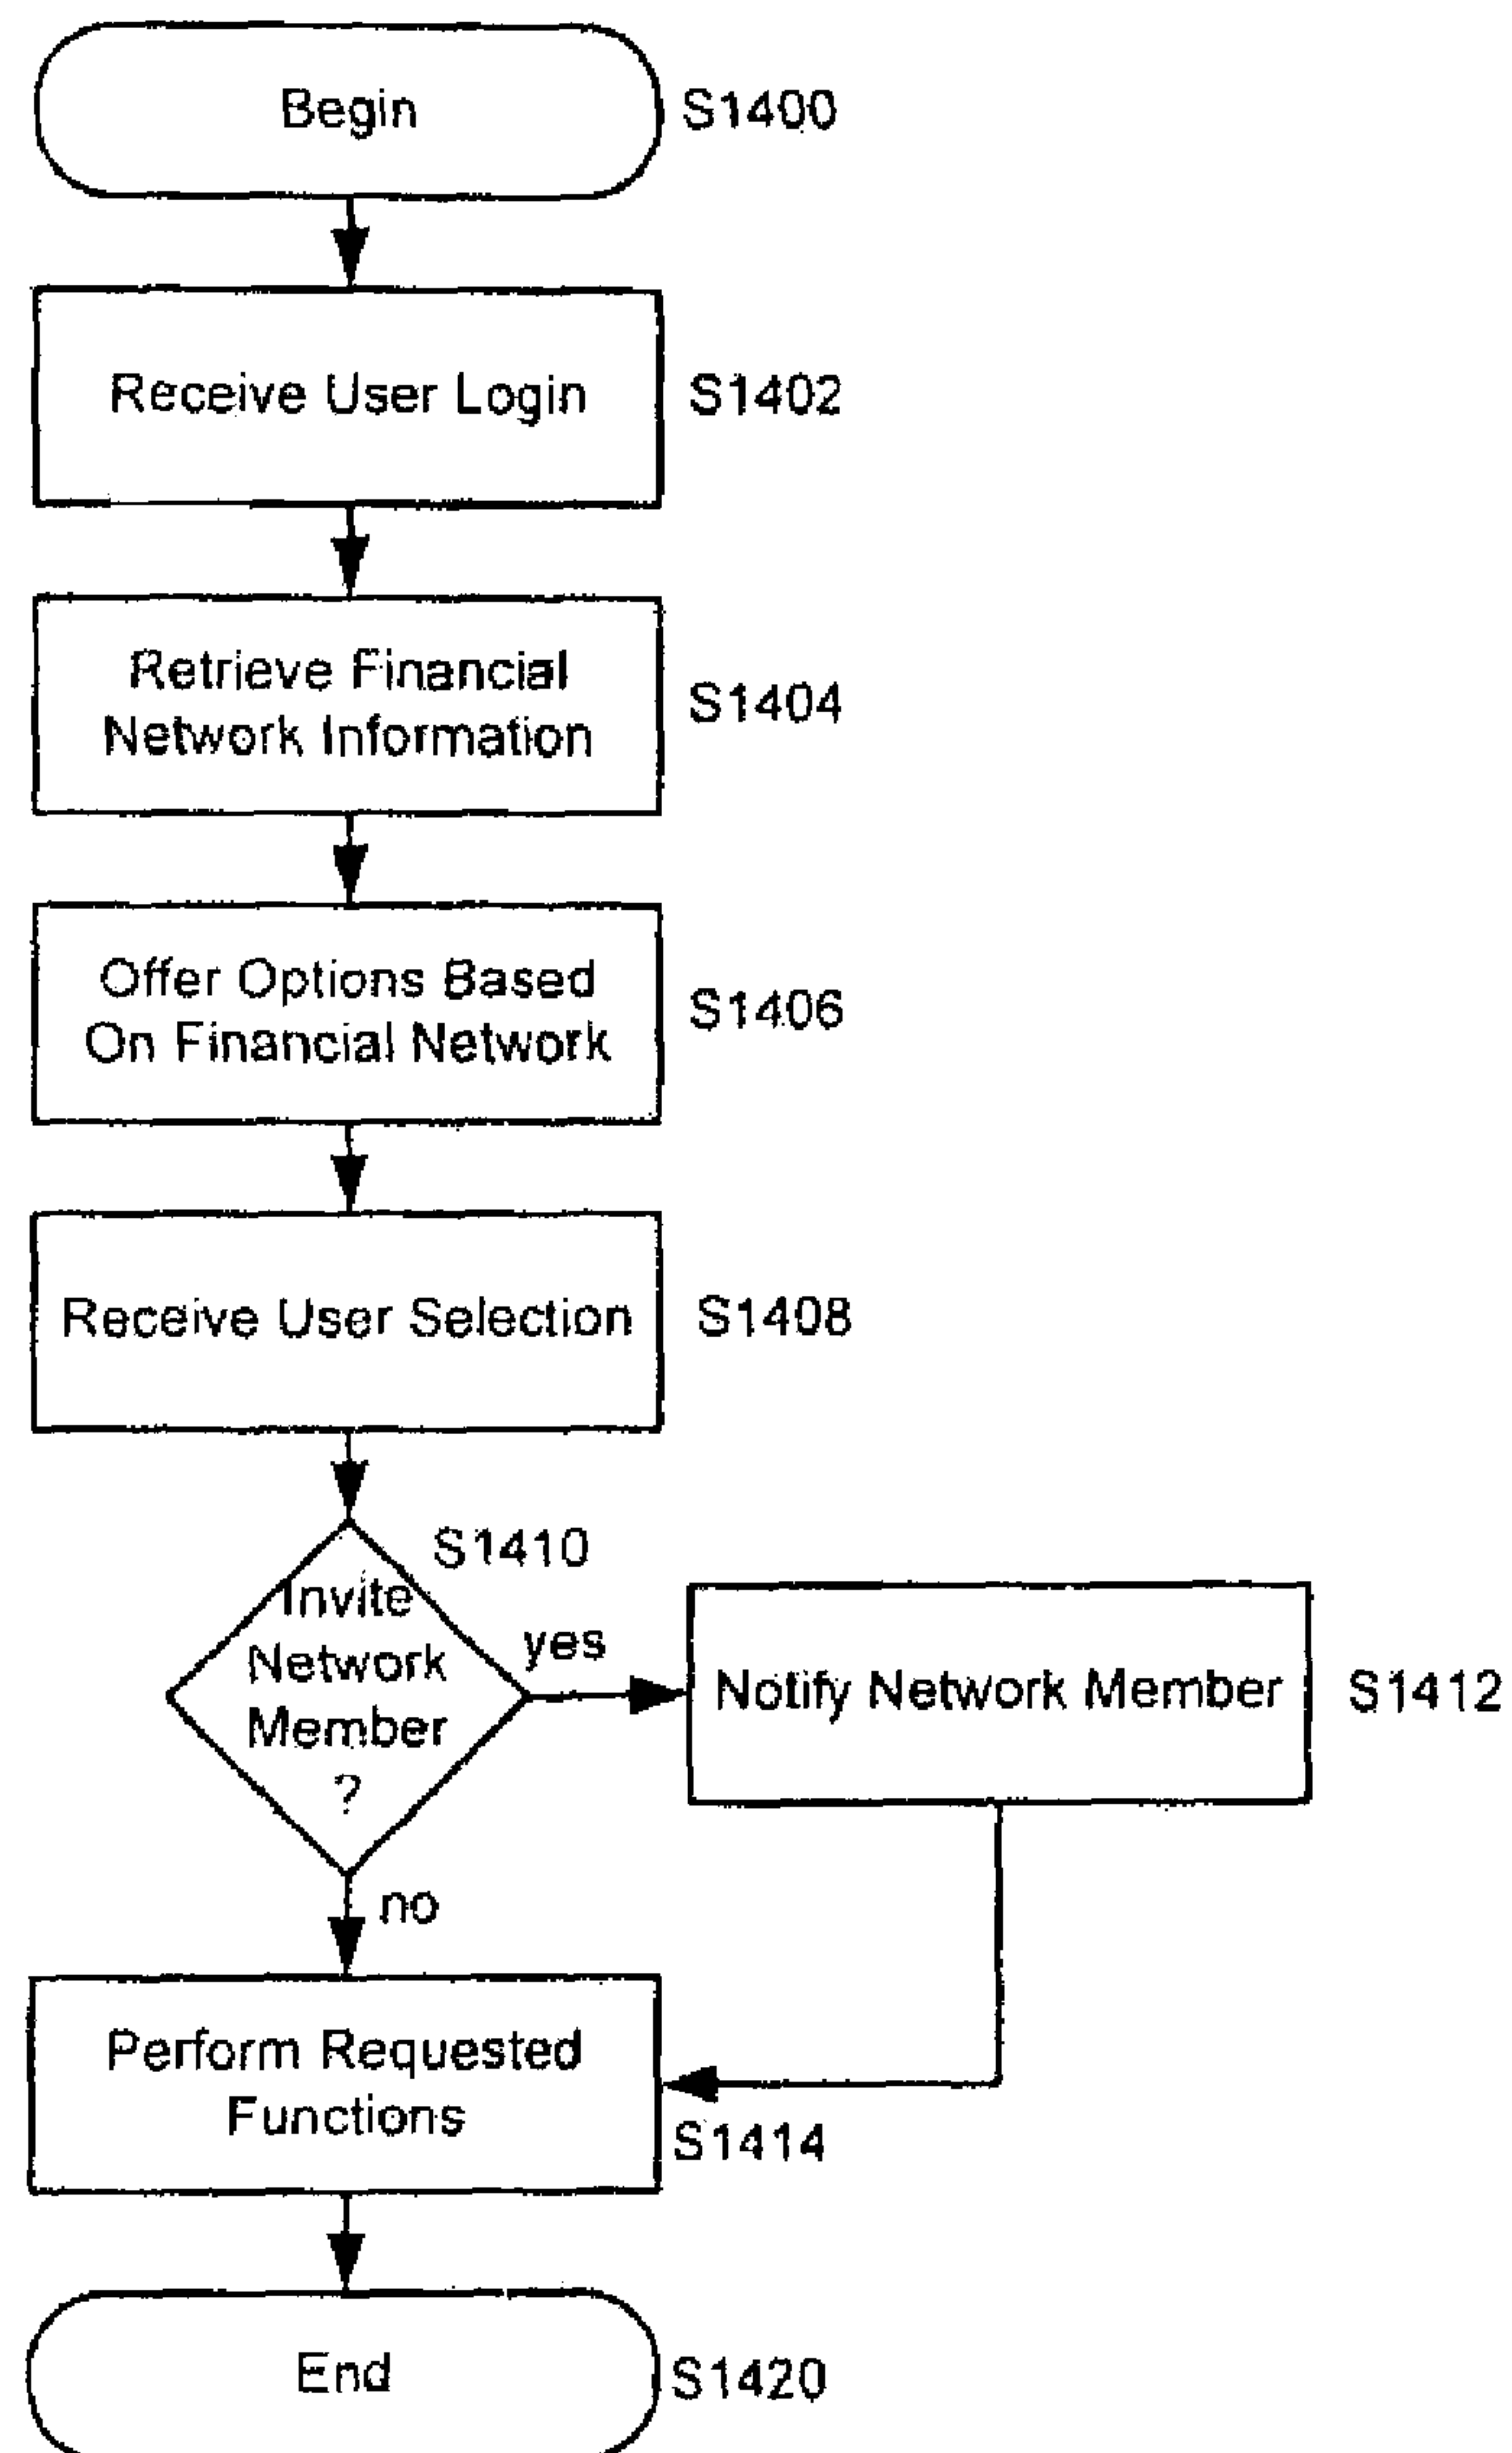 Begin
S1400
Receive User Login
S1402
Retrieve Financial
Network Information
S1404
Offer Options Based
On Financial Network
S1406
Receive User Selection
S1408
S1410
Invite
Network
Member
?
yes
Notify Network Member
S1412
no
Perform Requested
Functions
S1414
End
S1420